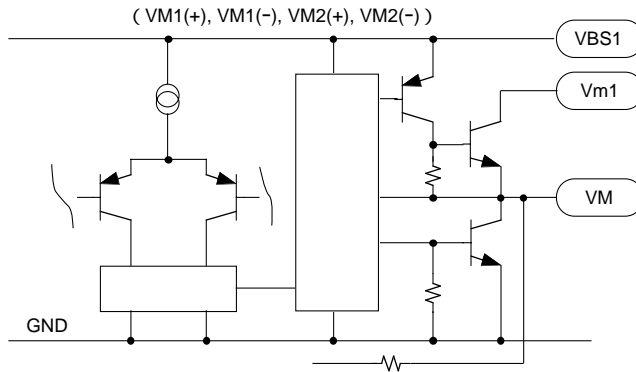 (VM1(+), VM1(-), VM2(+), VM2(-))
VBS1
Vm1
VM
GND